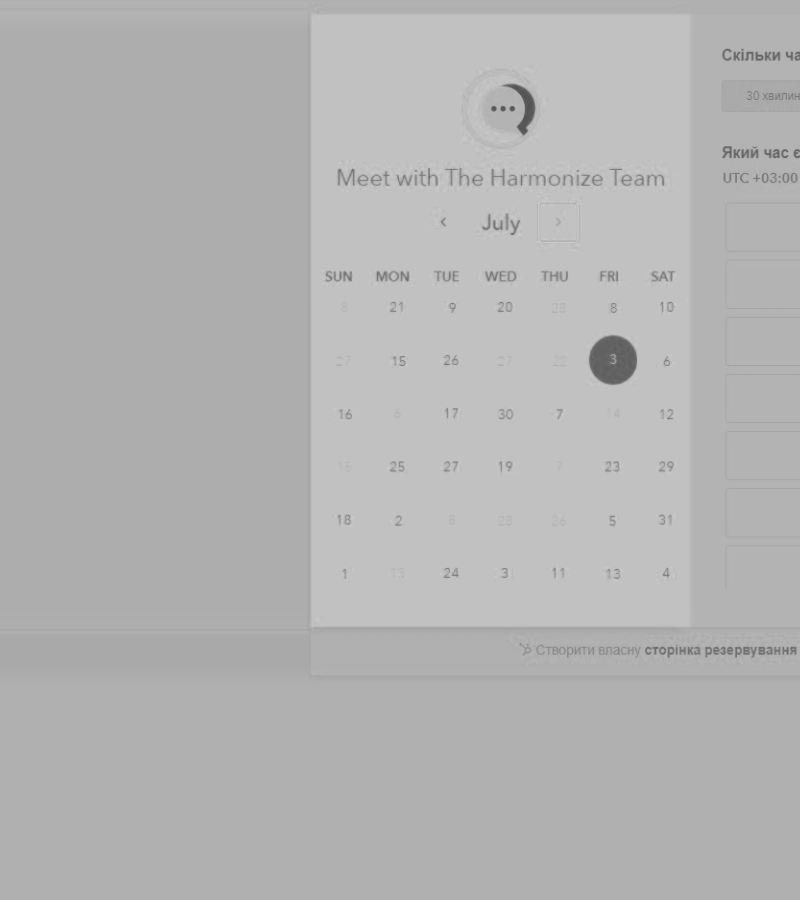 Meet with The Harmonize Team
July
SUN MON TUE WED THU FRI SAT
8 21 9 20 28 8 10
27 15 26 27 22 3 6
16 6 17 30 7 14 12
15 25 27 19 7 23 29
18 2 8 28 26 5 31
1 13 24 3 11 13 4
Скільки ча
30 хвилин
Який час є
UTC +03:00
Створити власну сторінка резервування